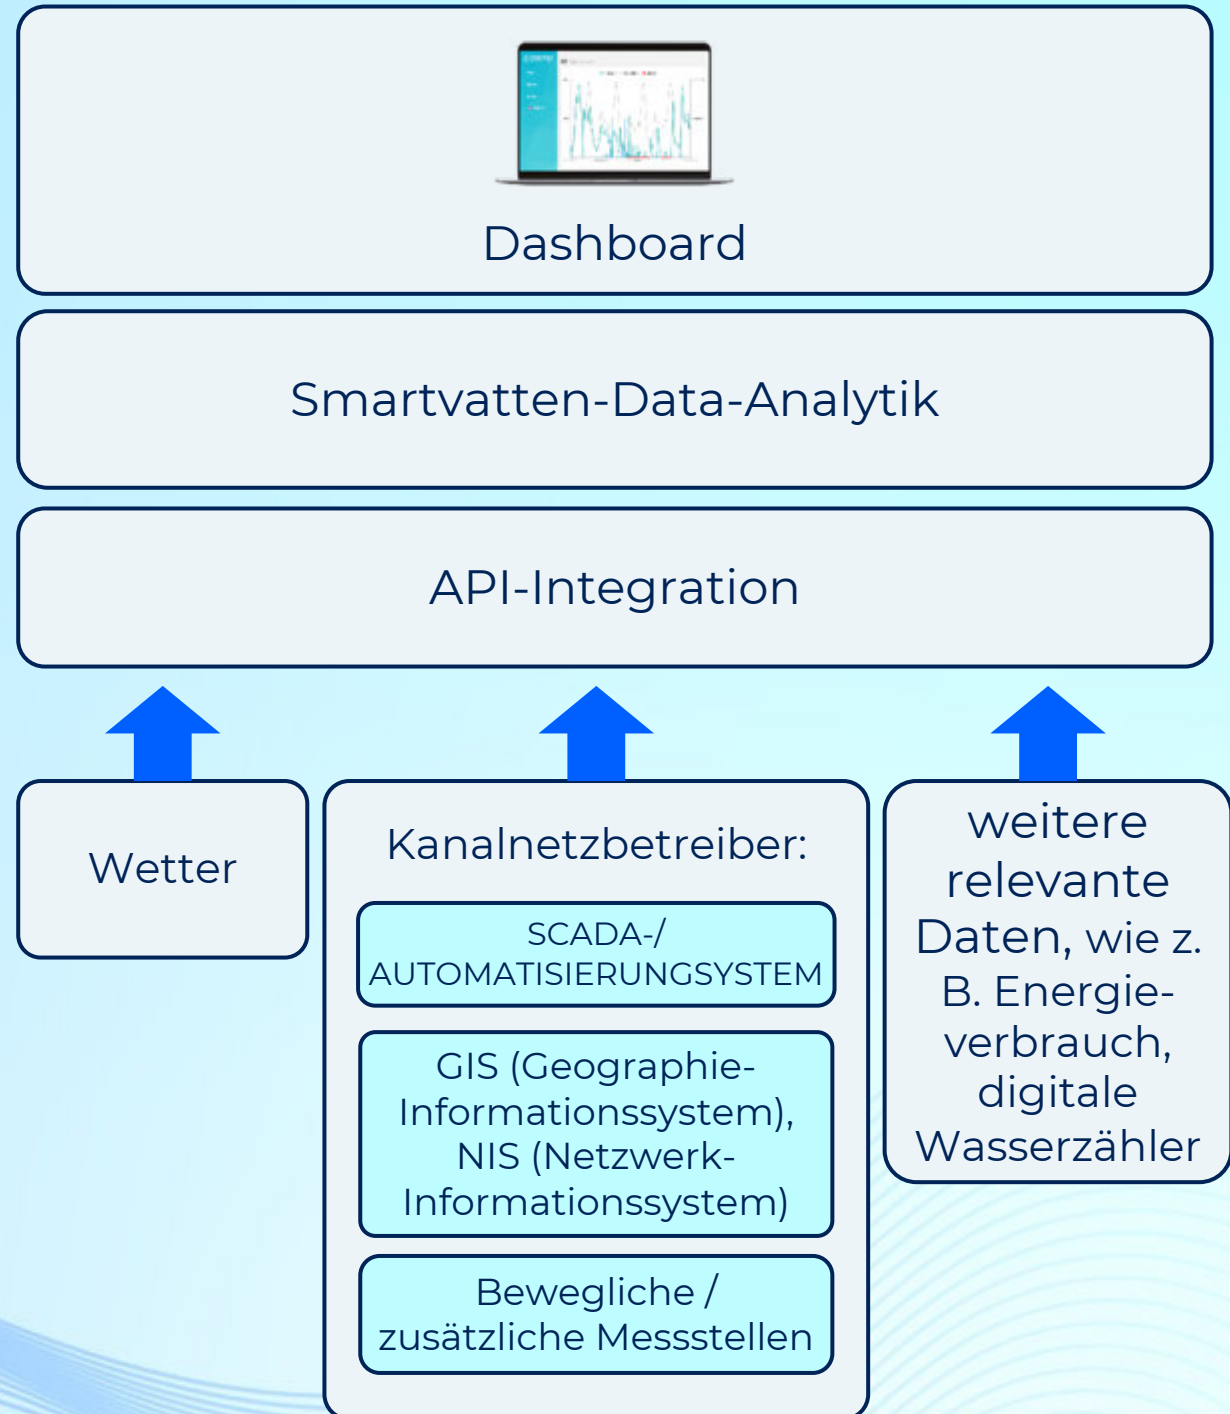 Dashboard
Smartvatten-Data-Analytik
API-Integration
Wetter
Kanalnetzbetreiber:
SCADA-/
AUTOMATISIERUNGSYSTEM
GIS (Geographie-
Informationssystem),
NIS (Netzwerk-
Informationssystem)
Bewegliche /
zusätzliche Messstellen
weitere
relevante
Daten, wie z.
B. Energie-
verbrauch,
digitale
Wasserzähler